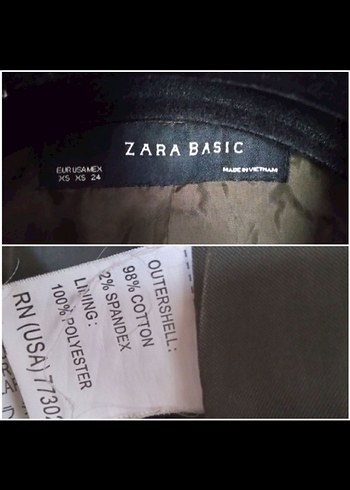 ZARA BASIC
EUR USA MEX
XS XS 24
MADE IN VIETNAM
OUTERSHELL:
98% COTTON
2% SPANDEX
LINING:
100% POLYESTER
RN (USA) 7730